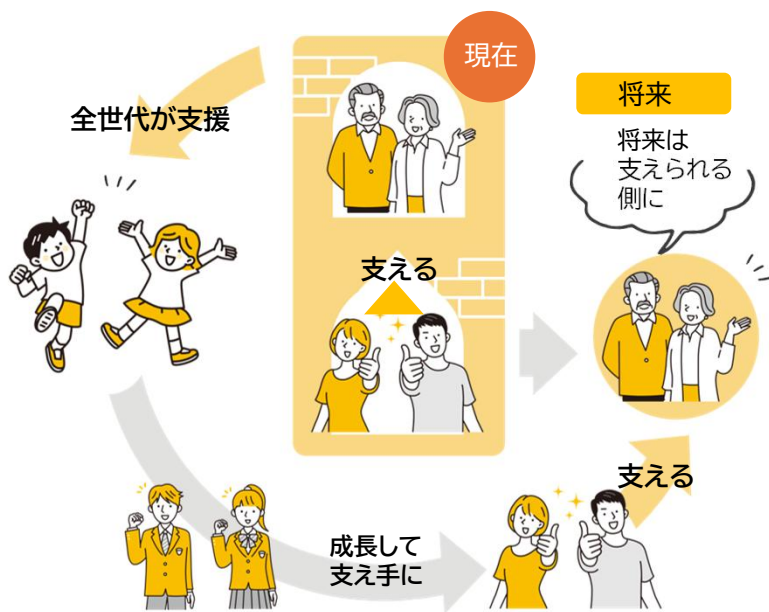 現在
全世代が支援
将来
将来は
支えられる
側に
支える
支える
成長して
支え手に